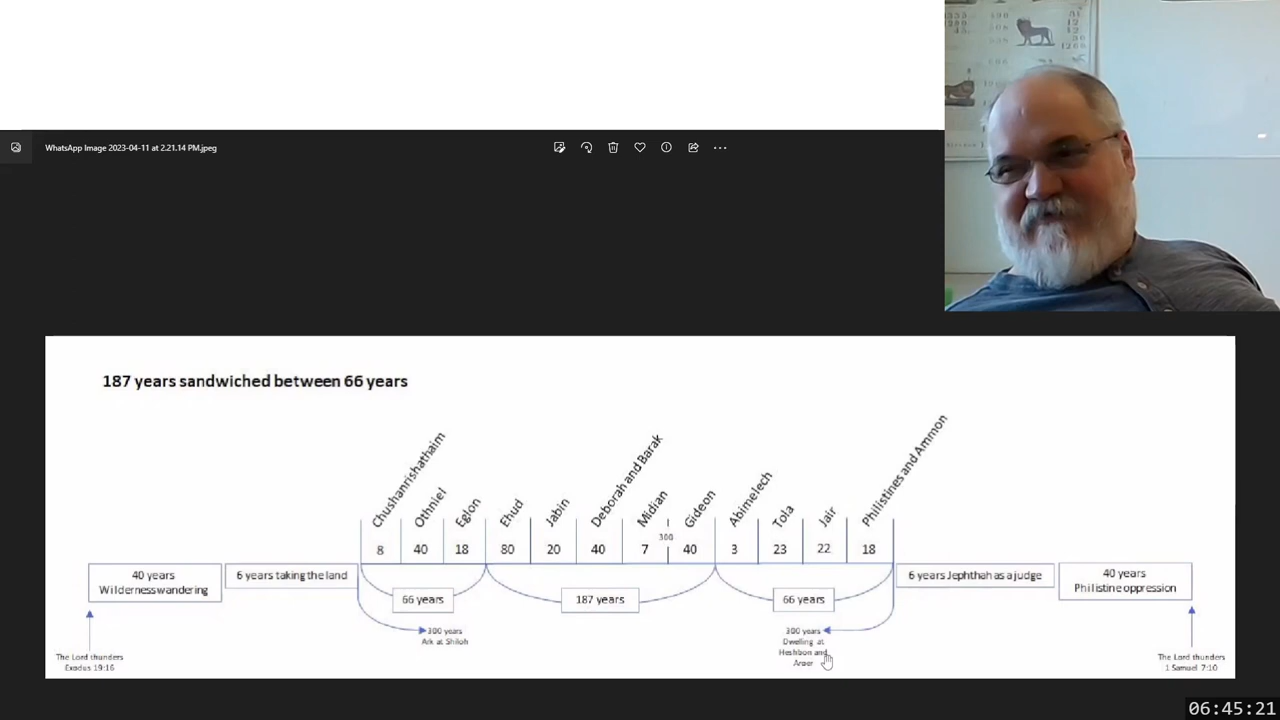 1335 490 81
1290
1260
WhatsApp Image 2023-04-11 at 2.21.14 PM.jpeg
187 years sandwiched between 66 years
Chushanrishathaim
Othniel
Eglon
Ehud
Jabin
Deborah and Barak
Midian
Gideon
Abimelech
Tola
Jair
Philistines and Ammon
300
8 40 18 80 20 40 7 40 3 23 22 18
40 years
Wilderness wandering
6 years taking the land
66 years
187 years
66 years
6 years Jephthah as a judge
40 years
Philistine oppression
300 years
Ark at Shiloh
300 years
Dwelling at
Heshbon and
Aroer
The Lord thunders
Exodus 19:16
The Lord thunders
1 Samuel 7:10
06:45:21